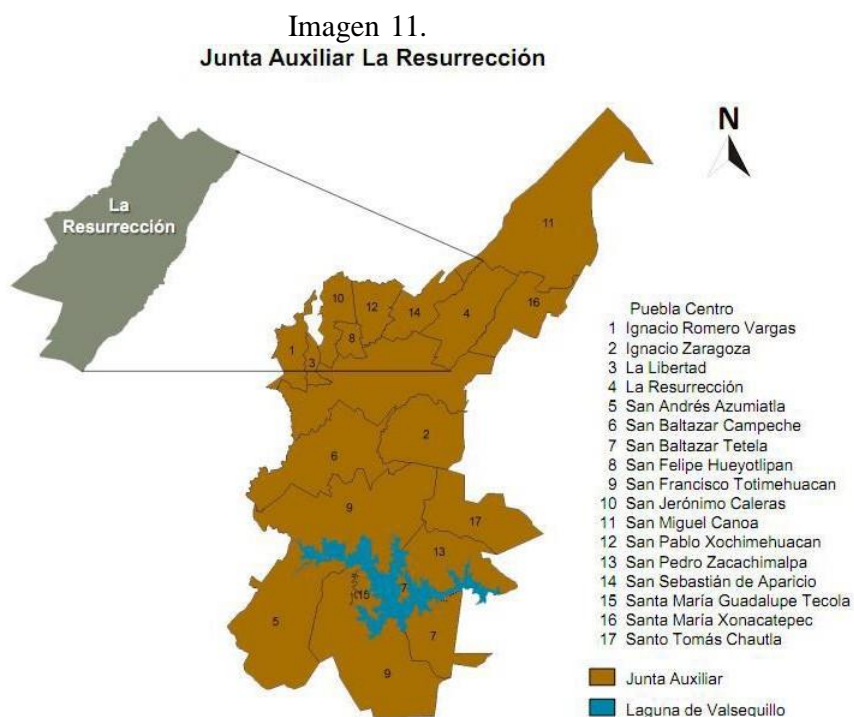 Imagen 11.
Junta Auxiliar La Resurrección
N
La
Resurrección
11
16
10
12
14
4
8
1
3
2
6
9
17
13
15
7
5
7
9
Puebla Centro
1 Ignacio Romero Vargas
2 Ignacio Zaragoza
3 La Libertad
4 La Resurrección
5 San Andrés Azumiatla
6 San Baltazar Campeche
7 San Baltazar Tetela
8 San Felipe Hueyotlipan
9 San Francisco Totimehuacan
10 San Jerónimo Caleras
11 San Miguel Canoa
12 San Pablo Xochimehuacan
13 San Pedro Zacachimalpa
14 San Sebastián de Aparicio
15 Santa María Guadalupe Tecola
16 Santa María Xonacatepec
17 Santo Tomás Chautla
Junta Auxiliar
Laguna de Valsequillo